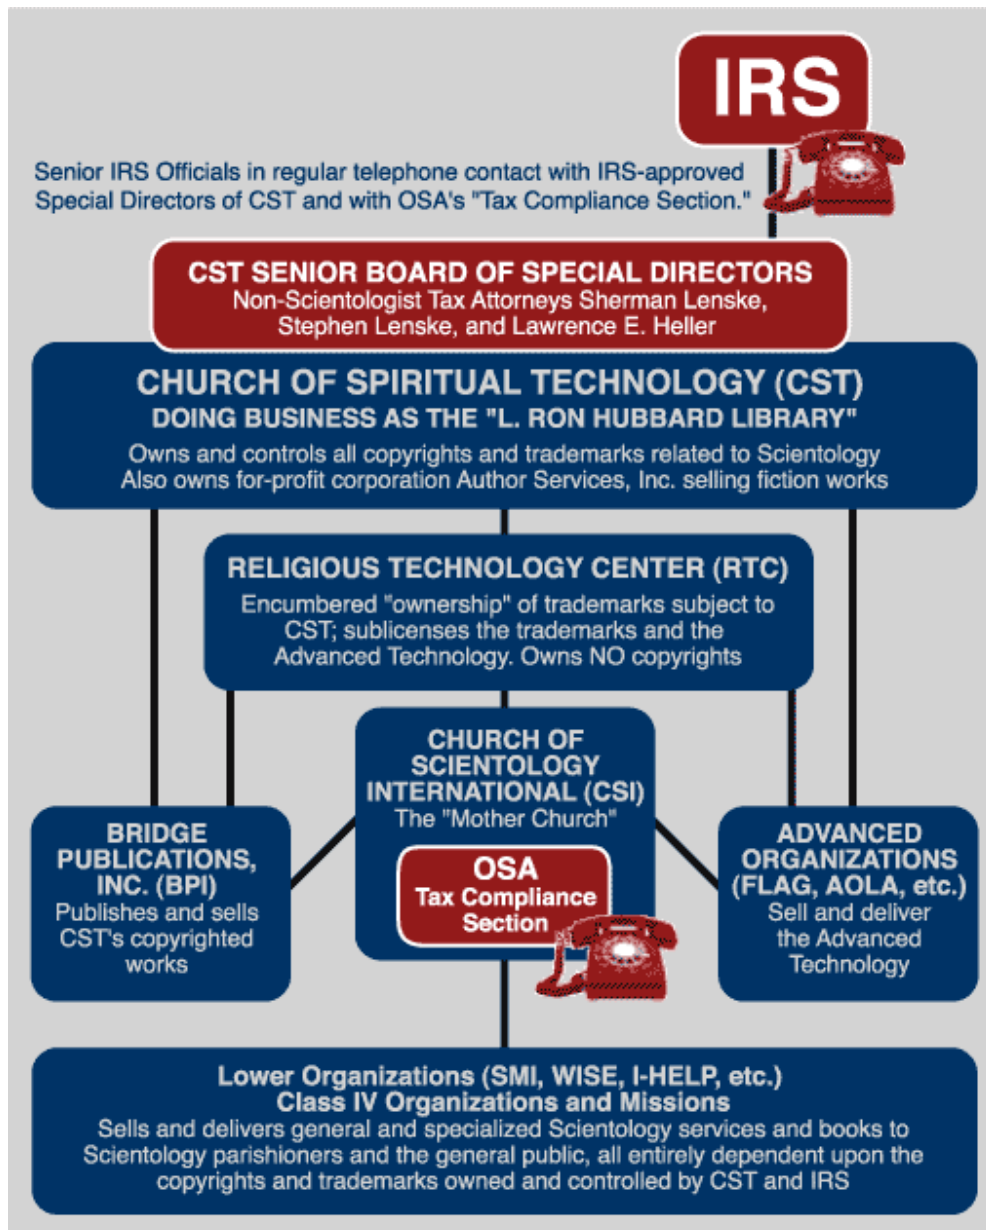 IRS
Senior IRS Officials in regular telephone contact with IRS-approved
Special Directors of CST and with OSA's "Tax Compliance Section."
CST SENIOR BOARD OF SPECIAL DIRECTORS
Non-Scientologist Tax Attorneys Sherman Lenske,
Stephen Lenske, and Lawrence E. Heller
CHURCH OF SPIRITUAL TECHNOLOGY (CST)
DOING BUSINESS AS THE "L. RON HUBBARD LIBRARY"
Owns and controls all copyrights and trademarks related to Scientology
Also owns for-profit corporation Author Services, Inc. selling fiction works
RELIGIOUS TECHNOLOGY CENTER (RTC)
Encumbered "ownership" of trademarks subject to
CST; sublicenses the trademarks and the
Advanced Technology. Owns NO copyrights
CHURCH OF
SCIENTOLOGY
INTERNATIONAL (CSI)
The "Mother Church"
OSA
Tax Compliance
Section
BRIDGE
PUBLICATIONS,
INC. (BPI)
Publishes and sells
CST's copyrighted
works
ADVANCED
ORGANIZATIONS
(FLAG, AOLA, etc.)
Sell and deliver
the Advanced
Technology
Lower Organizations (SMI, WISE, I-HELP, etc.)
Class IV Organizations and Missions
Sells and delivers general and specialized Scientology services and books to
Scientology parishioners and the general public, all entirely dependent upon the
copyrights and trademarks owned and controlled by CST and IRS